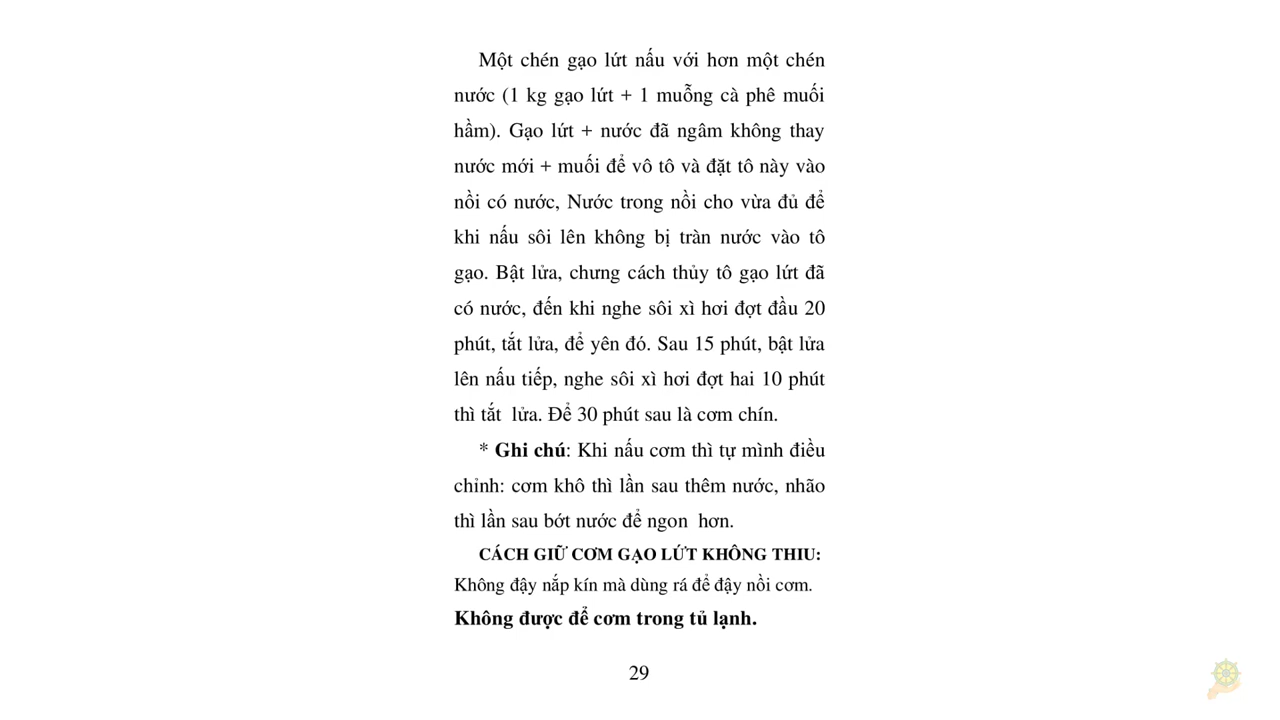 Một chén gạo lứt nấu với hơn một chén
nước (1 kg gạo lứt + 1 muỗng cà phê muối
hầm). Gạo lứt + nước đã ngâm không thay
nước mới + muối để vô tô và đặt tô này vào
nồi có nước, Nước trong nồi cho vừa đủ để
khi nấu sôi lên không bị tràn nước vào tô
gạo. Bật lửa, chưng cách thủy tô gạo lứt đã
có nước, đến khi nghe sôi xì hơi đợt đầu 20
phút, tắt lửa, để yên đó. Sau 15 phút, bật lửa
lên nấu tiếp, nghe sôi xì hơi đợt hai 10 phút
thì tắt lửa. Để 30 phút sau là cơm chín.
* Ghi chú: Khi nấu cơm thì tự mình điều
chỉnh: cơm khô thì lần sau thêm nước, nhão
thì lần sau bớt nước để ngon hơn.
CÁCH GIỮ CƠM GẠO LỨT KHÔNG THIU:
Không đậy nắp kín mà dùng rá để đậy nồi cơm.
Không được để cơm trong tủ lạnh.
29